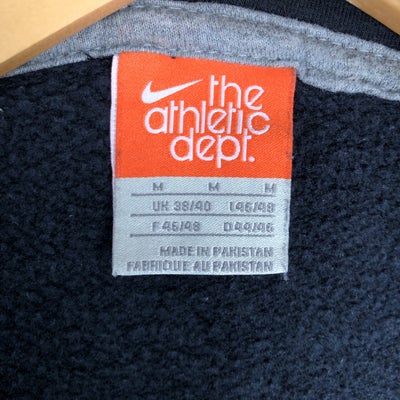 the
athletic
dept.
M M M
UK 38/40 I 46/48
F 46/48 D 44/46
MADE IN PAKISTAN
FABRIQUE AU PAKISTAN